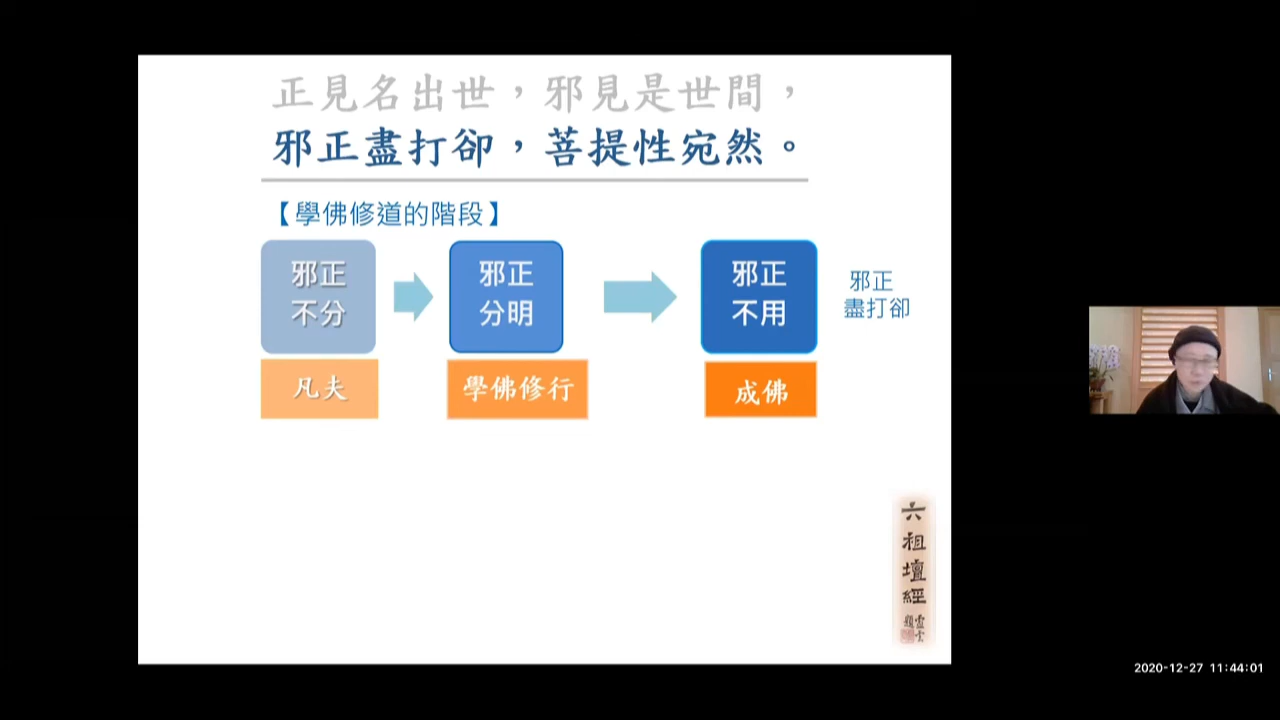 正見名出世，邪見是世間，
邪正盡打卻，菩提性宛然。
【學佛修道的階段】
邪正
不分
邪正
分明
邪正
不用
邪正
盡打卻
凡夫
學佛修行
成佛
六祖壇經
2020-12-27 11:44:01